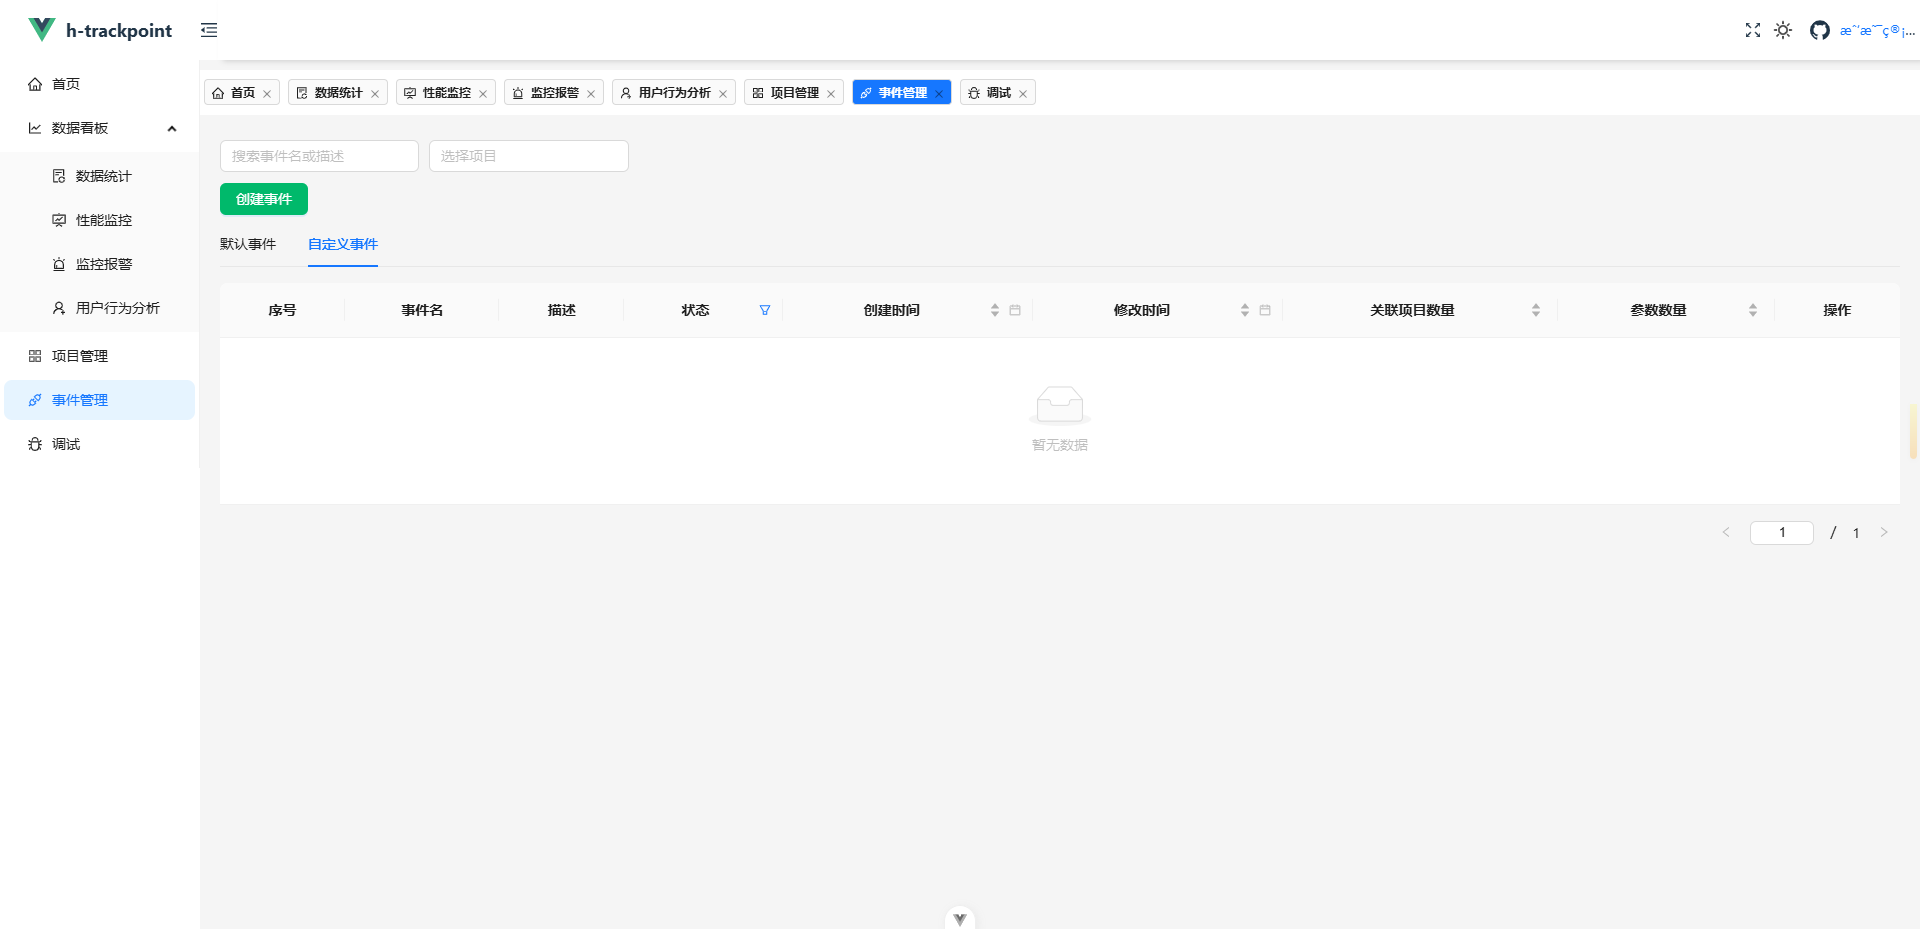 h-trackpoint
æˆ‘æ˜¯ç®¡...
首页
数据看板
数据统计
性能监控
监控报警
用户行为分析
项目管理
事件管理
调试
首页 数据统计 性能监控 监控报警 用户行为分析 项目管理 事件管理 调试
搜索事件名或描述 选择项目
创建事件
默认事件 自定义事件
序号 事件名 描述 状态 创建时间 修改时间 关联项目数量 参数数量 操作
暂无数据
1 / 1